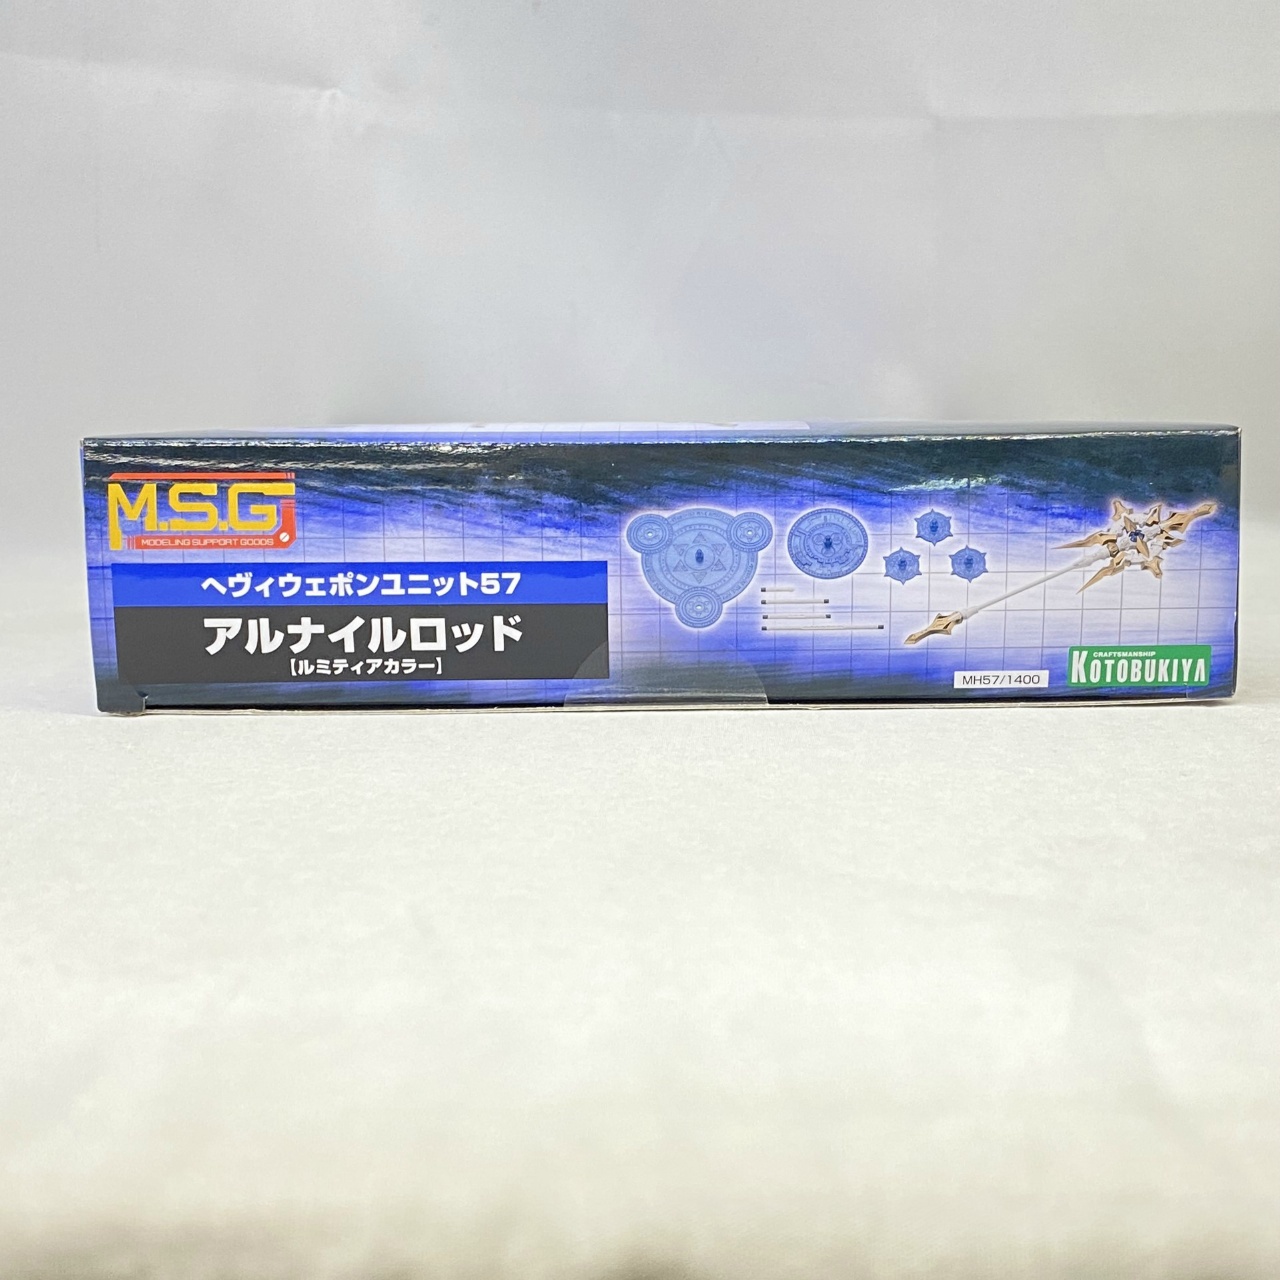 M.S.G
MODELING SUPPORT GOODS
ヘヴィウェポンユニット57
アルナイルロッド
【ルミティアカラー】
MH57/1400
CRAFTSMANSHIP
KOTOBUKIYA